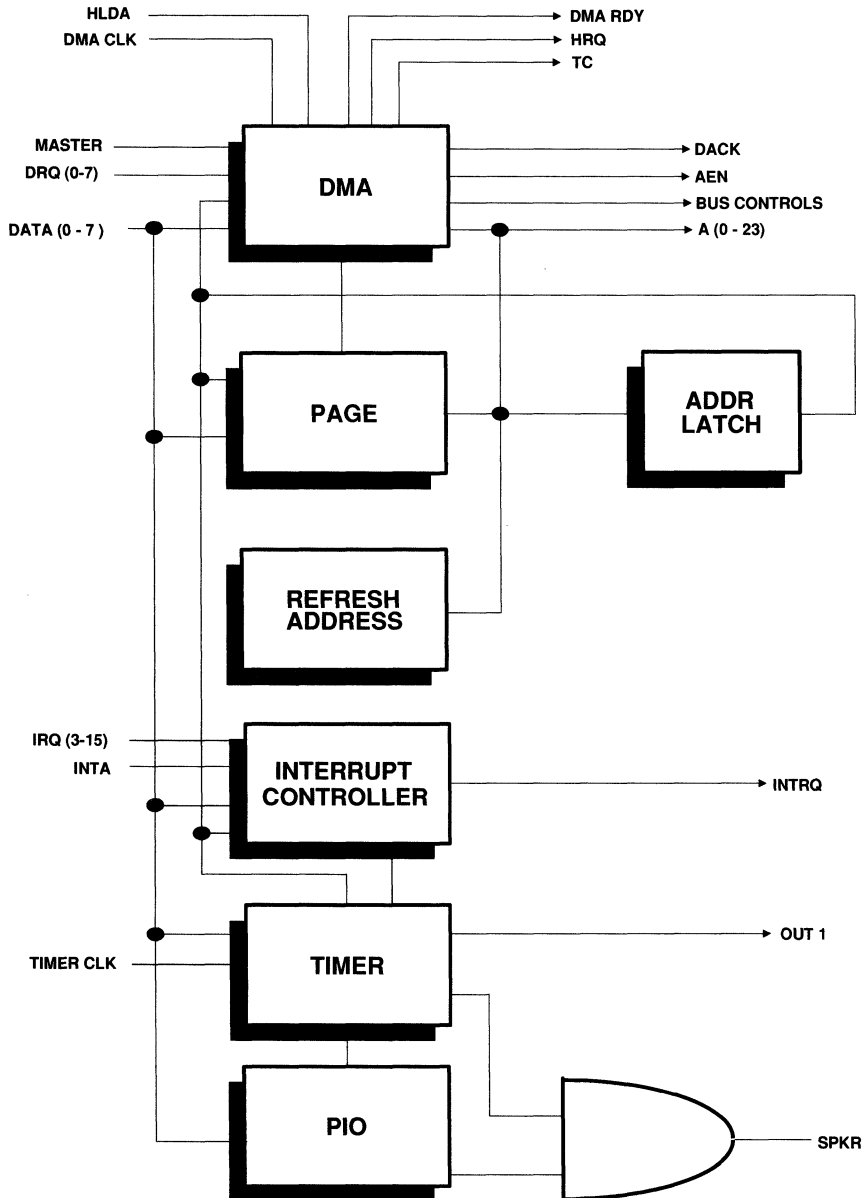 HLDA
DMA RDY
DMA CLK
HRQ
TC
MASTER
DACK
DRQ (0-7)
DMA
AEN
BUS CONTROLS
DATA (0 - 7 )
A (0 - 23)
PAGE
ADDR
LATCH
REFRESH
ADDRESS
IRQ (3-15)
INTA
INTERRUPT
CONTROLLER
INTRQ
OUT 1
TIMER CLK
TIMER
PIO
SPKR